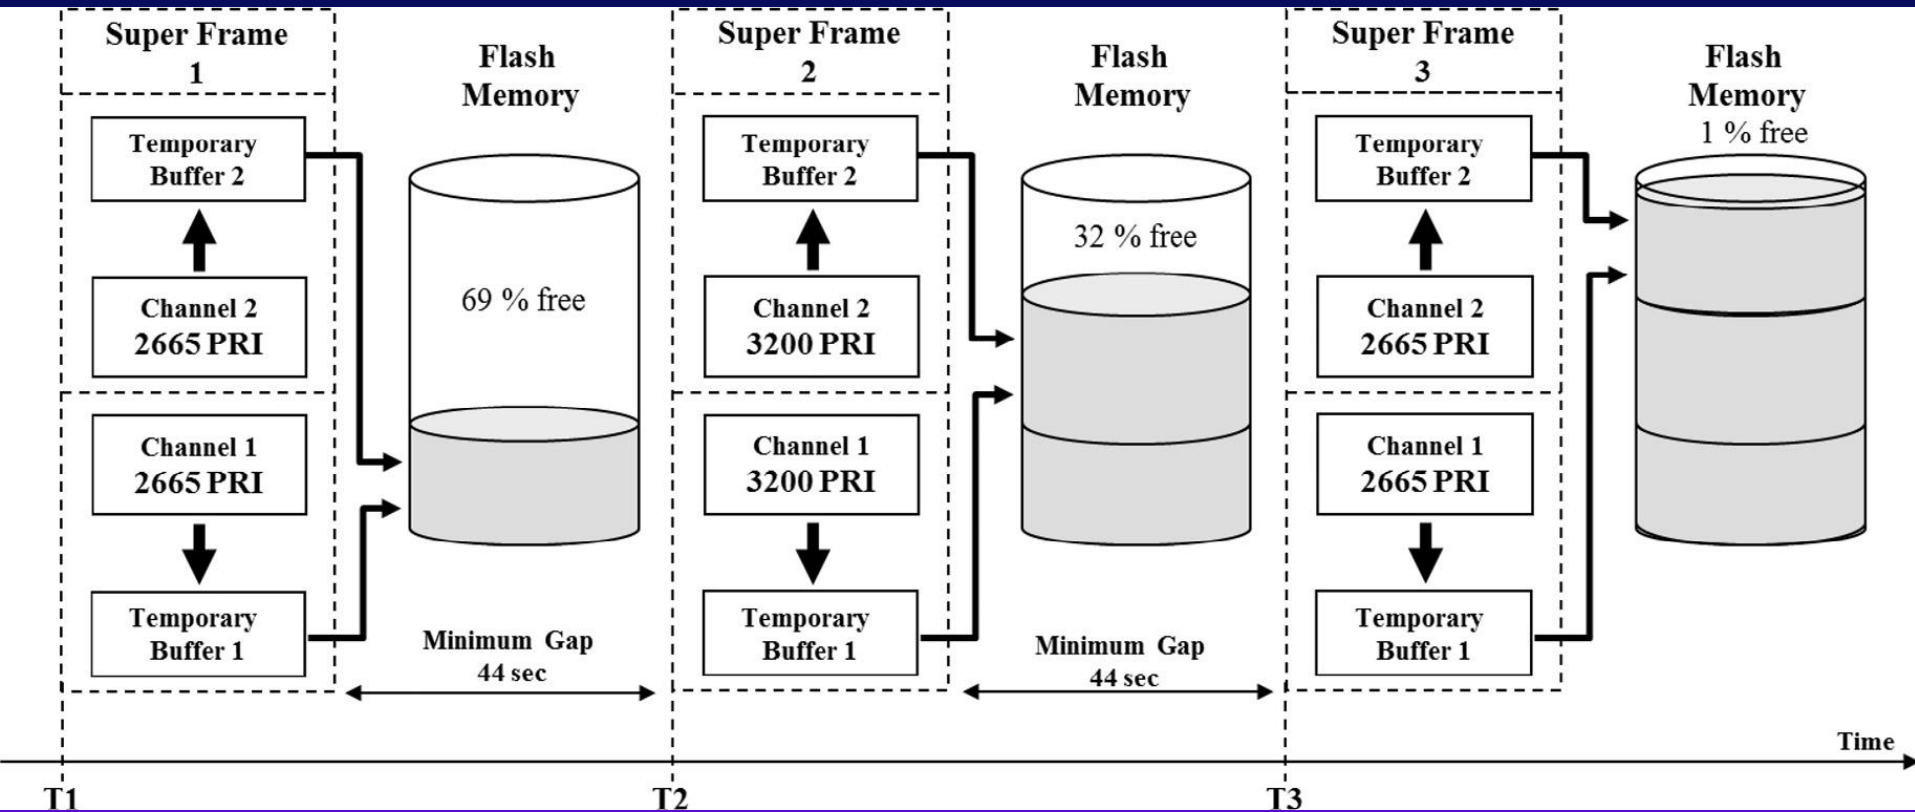 Super Frame
1
Temporary
Buffer 2
Channel 2
2665 PRI
Channel 1
2665 PRI
Temporary
Buffer 1
Flash
Memory
69 % free
Minimum Gap
44 sec
Super Frame
2
Temporary
Buffer 2
Channel 2
3200 PRI
Channel 1
3200 PRI
Temporary
Buffer 1
Flash
Memory
32 % free
Minimum Gap
44 sec
Super Frame
3
Temporary
Buffer 2
Channel 2
2665 PRI
Channel 1
2665 PRI
Temporary
Buffer 1
Flash
Memory
1 % free
Time
T1
T2
T3